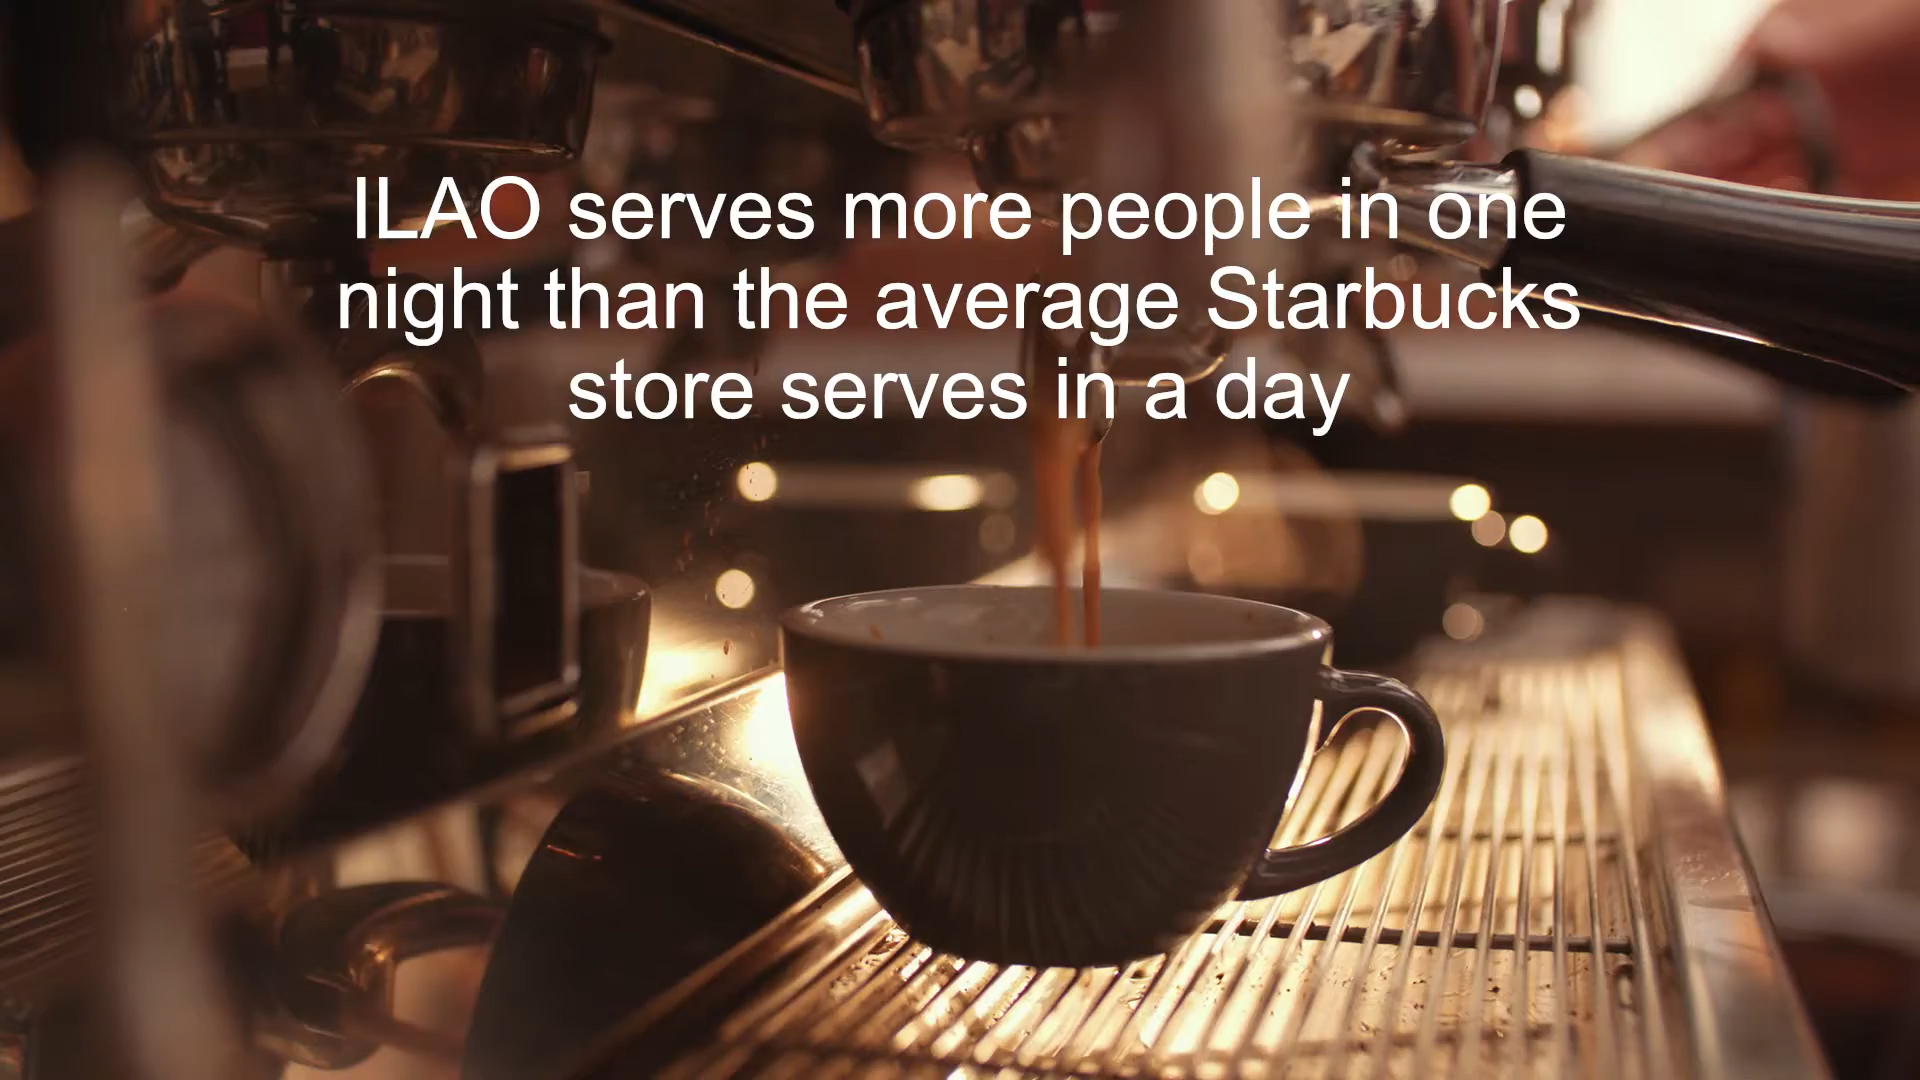 ILAO serves more people in one
night than the average Starbucks
store serves in a day